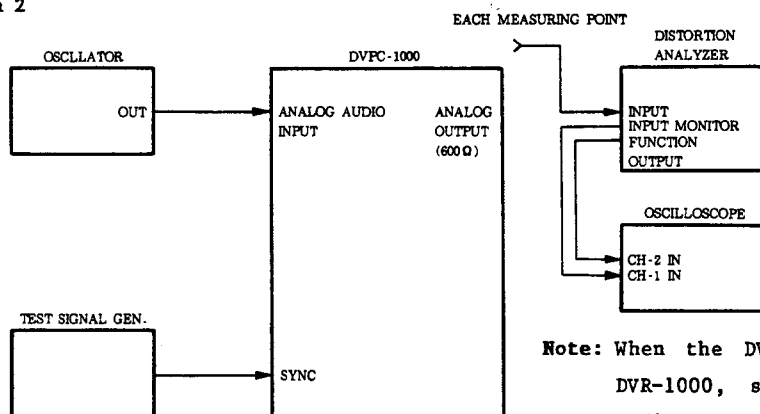 2
EACH MEASURING POINT
OSCLLATOR
OUT
DVPC-1000
ANALOG AUDIO
INPUT
ANALOG
OUTPUT
(600Ω)
DISTORTION
ANALYZER
INPUT
INPUT MONITOR
FUNCTION
OUTPUT
OSCILLOSCOPE
CH-2 IN
CH-1 IN
TEST SIGNAL GEN.
SYNC
Note: When the
DVR-1000,